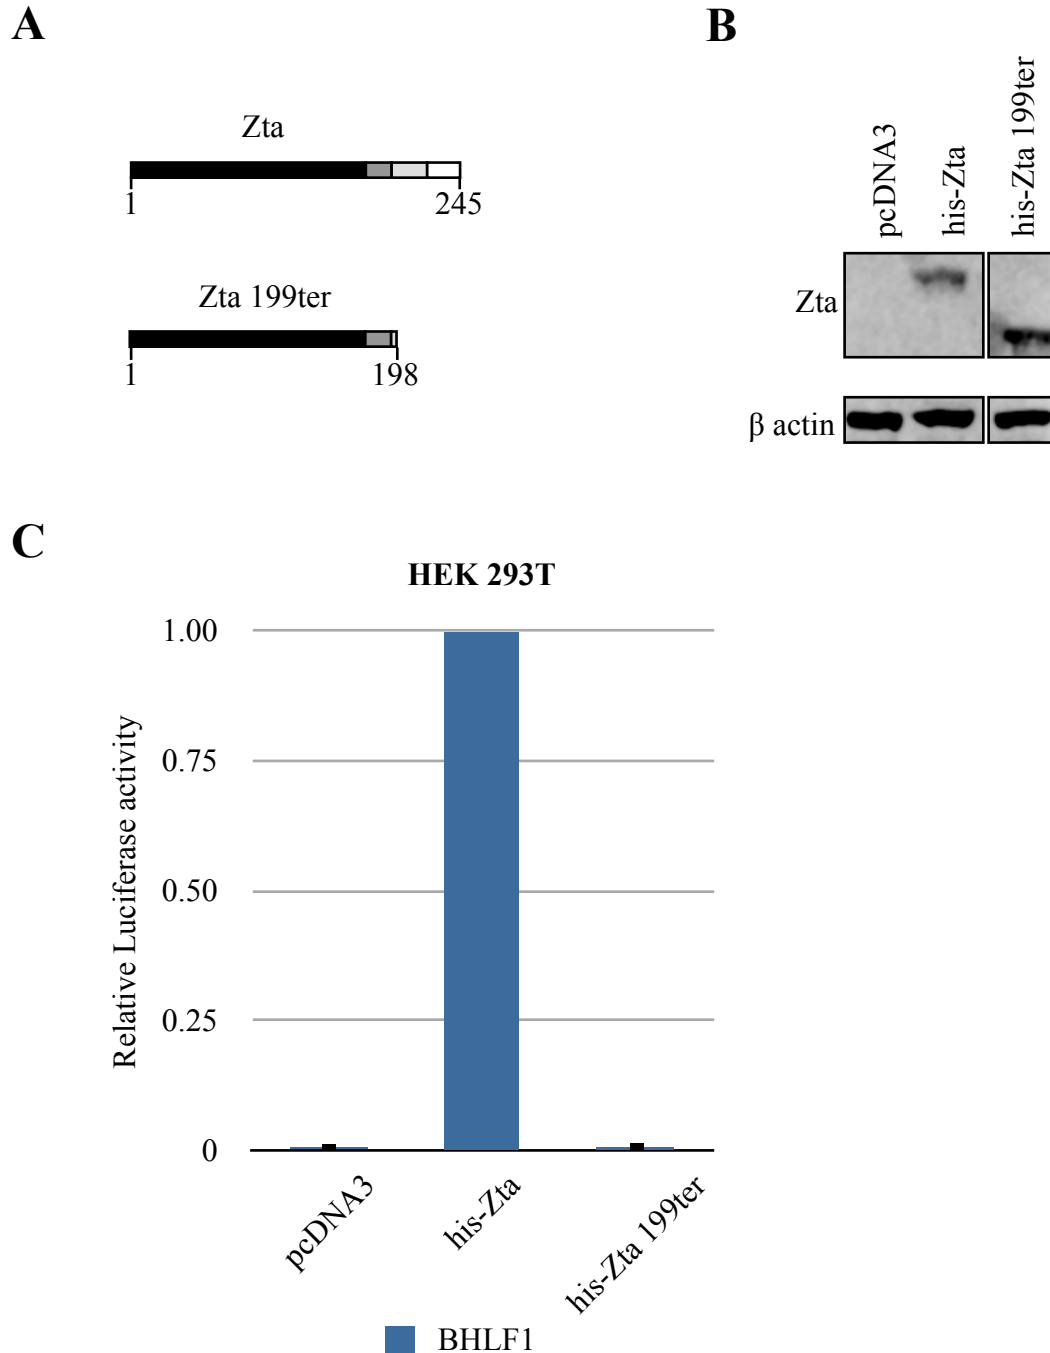 A
Zta
1 245
Zta 199ter
1 198
B
pcDNA3
his-Zta
his-Zta 199ter
Zta
β actin
C
HEK 293T
Relative Luciferase activity
1.00
0.75
0.50
0.25
0
pcDNA3
his-Zta
his-Zta 199ter
BHLF1